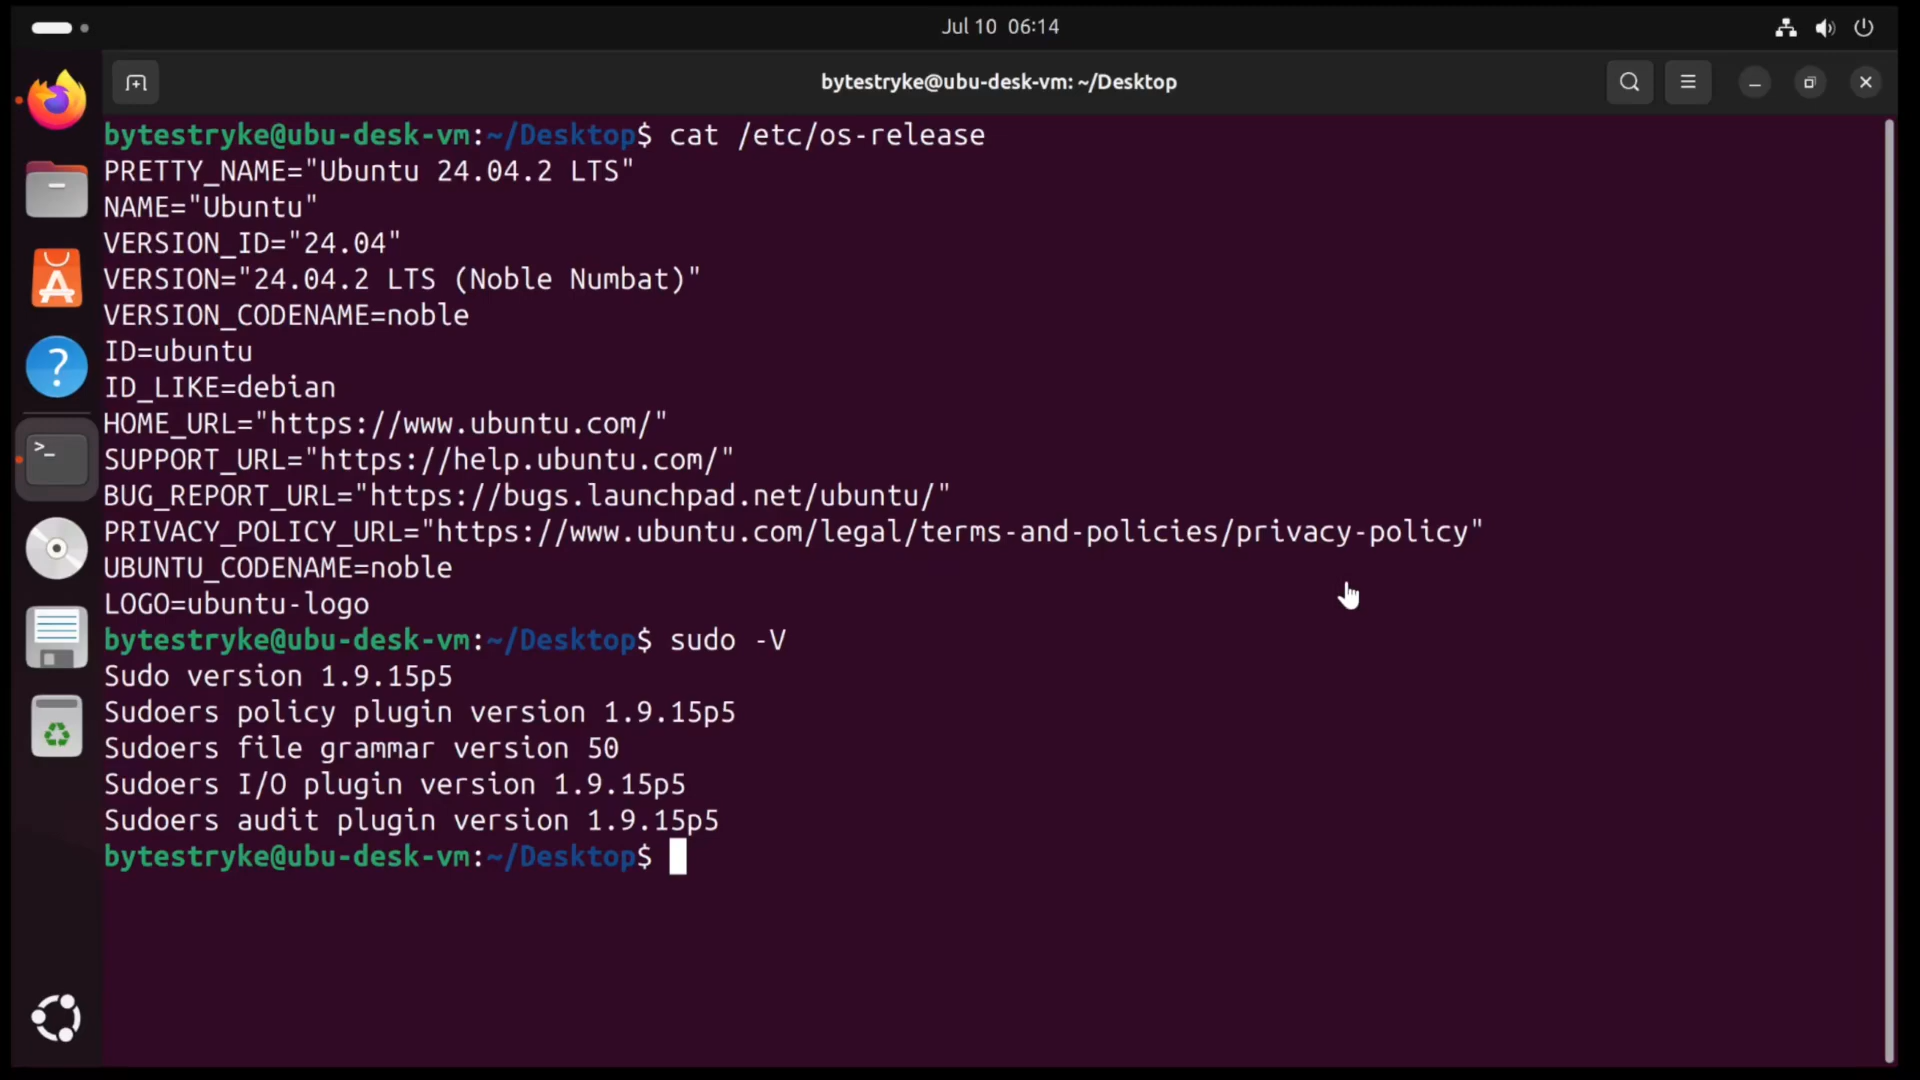 Jul 10 06:14
bytestryke@ubu-desk-vm: ~/Desktop
bytestryke@ubu-desk-vm:~/Desktop$ cat /etc/os-release
PRETTY_NAME="Ubuntu 24.04.2 LTS"
NAME="Ubuntu"
VERSION_ID="24.04"
VERSION="24.04.2 LTS (Noble Numbat)"
VERSION_CODENAME=noble
ID=ubuntu
ID_LIKE=debian
HOME_URL="https://www.ubuntu.com/"
SUPPORT_URL="https://help.ubuntu.com/"
BUG_REPORT_URL="https://bugs.launchpad.net/ubuntu/"
PRIVACY_POLICY_URL="https://www.ubuntu.com/legal/terms-and-policies/privacy-policy"
UBUNTU_CODENAME=noble
LOGO=ubuntu-logo
bytestryke@ubu-desk-vm:~/Desktop$ sudo -V
Sudo version 1.9.15p5
Sudoers policy plugin version 1.9.15p5
Sudoers file grammar version 50
Sudoers I/O plugin version 1.9.15p5
Sudoers audit plugin version 1.9.15p5
bytestryke@ubu-desk-vm:~/Desktop$